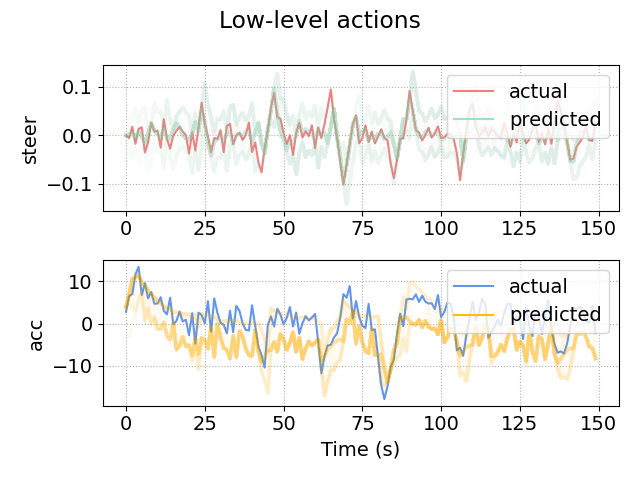 Low-level actions
steer
0.1
0.0
−0.1
actual
predicted
0 25 50 75 100 125 150
acc
10
0
−10
actual
predicted
0 25 50 75 100 125 150
Time (s)